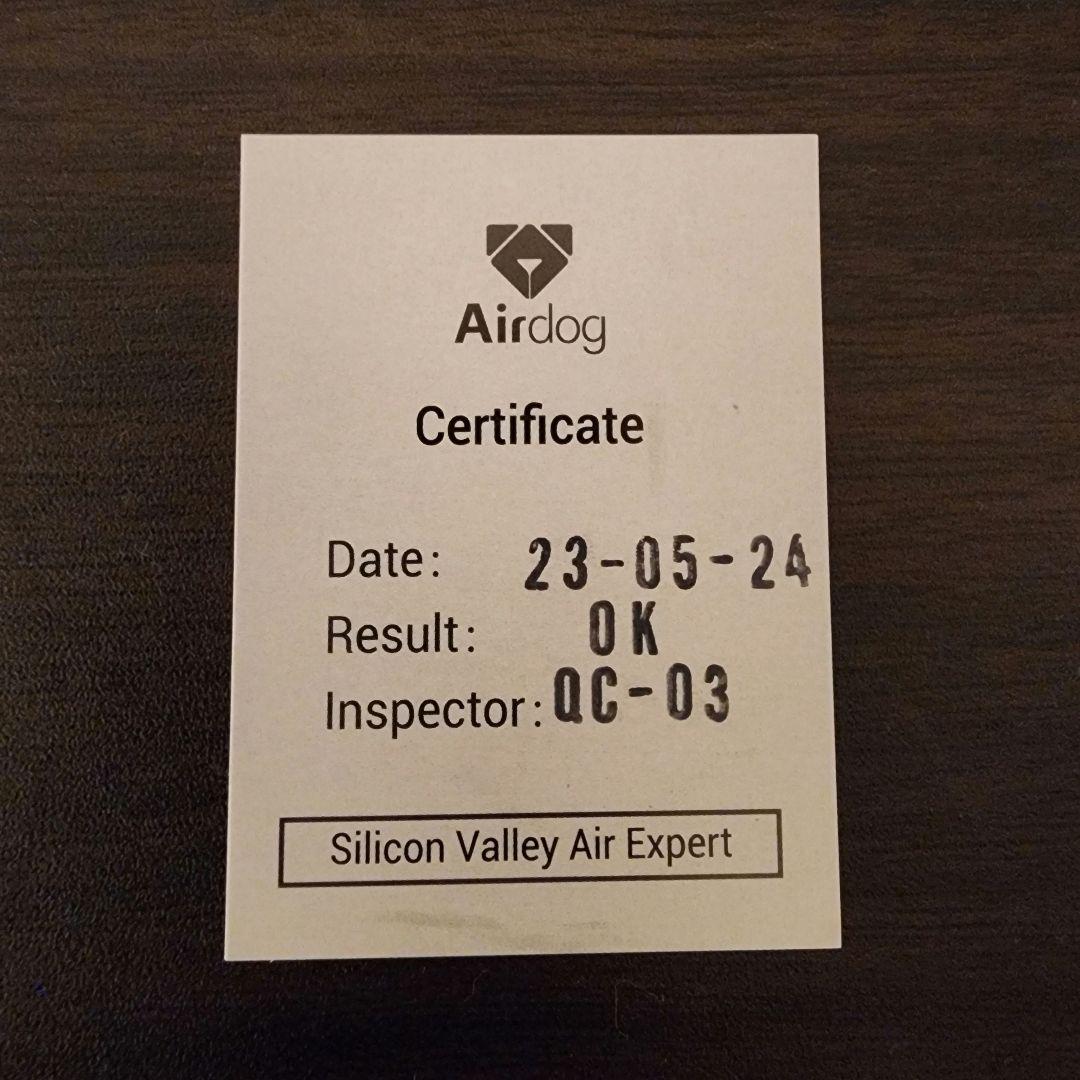 Airdog
Certificate
Date: 23-05-24
Result: OK
Inspector: QC-03
Silicon Valley Air Expert